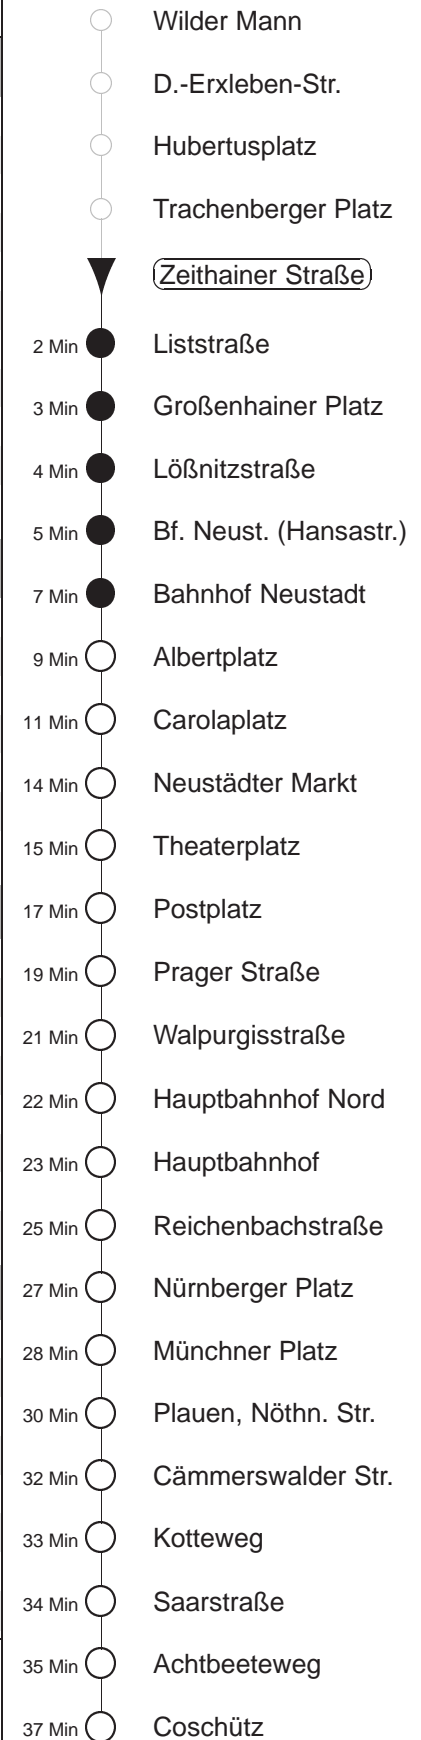 Wilder Mann
D.-Erxleben-Str.
Hubertusplatz
Trachenberger Platz
Zeithainer Straße
2 Min Liststraße
3 Min Großenhainer Platz
4 Min Lößnitzstraße
5 Min Bf. Neust. (Hansastr.)
7 Min Bahnhof Neustadt
9 Min Albertplatz
11 Min Carolaplatz
14 Min Neustädter Markt
15 Min Theaterplatz
17 Min Postplatz
19 Min Prager Straße
21 Min Walpurgisstraße
22 Min Hauptbahnhof Nord
23 Min Hauptbahnhof
25 Min Reichenbachstraße
27 Min Nürnberger Platz
28 Min Münchner Platz
30 Min Plauen, Nöthn. Str.
32 Min Cämmerswalder Str.
33 Min Kotteweg
34 Min Saarstraße
35 Min Achtbeeteweg
37 Min Coschütz